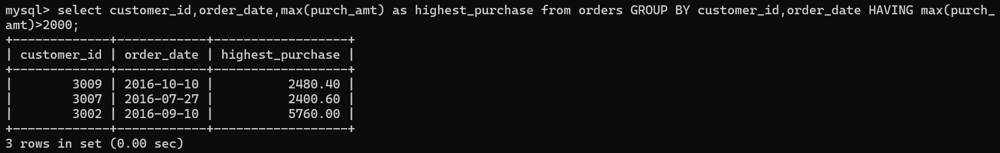 mysql> select customer_id,order_date,max(purch_amt) as highest_purchase from orders GROUP BY customer_id,order_date HAVING max(purch_
amt)>2000;
+-------------+------------+------------------+
| customer_id | order_date | highest_purchase |
+-------------+------------+------------------+
|        3009 | 2016-10-10 |          2480.40 |
|        3007 | 2016-07-27 |          2400.60 |
|        3002 | 2016-09-10 |          5760.00 |
+-------------+------------+------------------+
3 rows in set (0.00 sec)